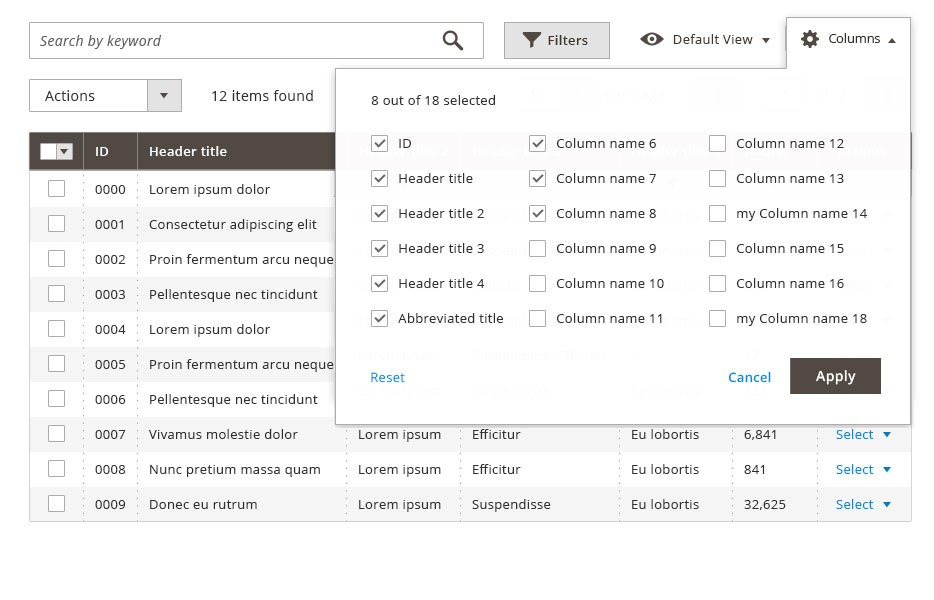 Search by keyword Filters Default View Columns
Actions 12 items found per page of
8 out of 18 selected
ID Header title
ID Column name 6 Column name 12
Header title Column name 7 Column name 13
Header title 2 Column name 8 my Column name 14
Header title 3 Column name 9 Column name 15
Header title 4 Column name 10 Column name 16
Abbreviated title Column name 11 my Column name 18
Reset Cancel Apply
0000 Lorem ipsum dolor
0001 Consectetur adipiscing elit
0002 Proin fermentum arcu neque
0003 Pellentesque nec tincidunt
0004 Lorem ipsum dolor
0005 Proin fermentum arcu neque
0006 Pellentesque nec tincidunt
0007 Vivamus molestie dolor Lorem ipsum Efficitur Eu lobortis 6,841 Select
0008 Nunc pretium massa quam Lorem ipsum Efficitur Eu lobortis 841 Select
0009 Donec eu rutrum Lorem ipsum Suspendisse Eu lobortis 32,625 Select